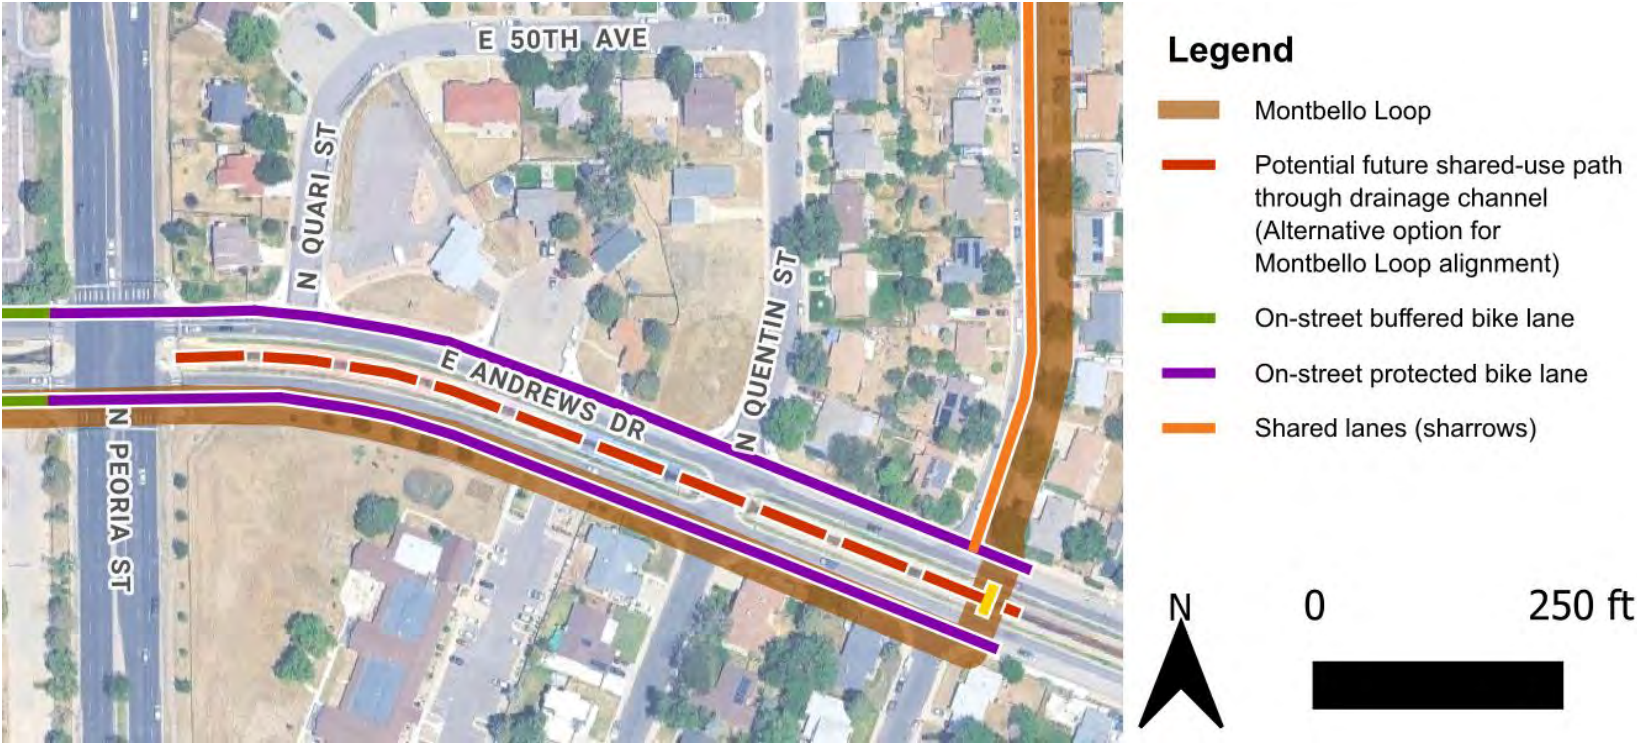 E 50TH AVE
N QUARI ST
N QUENTIN ST
E ANDREWS DR
N PEORIA ST
Legend
Montbello Loop
Potential future shared-use path
through drainage channel
(Alternative option for
Montbello Loop alignment)
On-street buffered bike lane
On-street protected bike lane
Shared lanes (sharrows)
N
0 250 ft